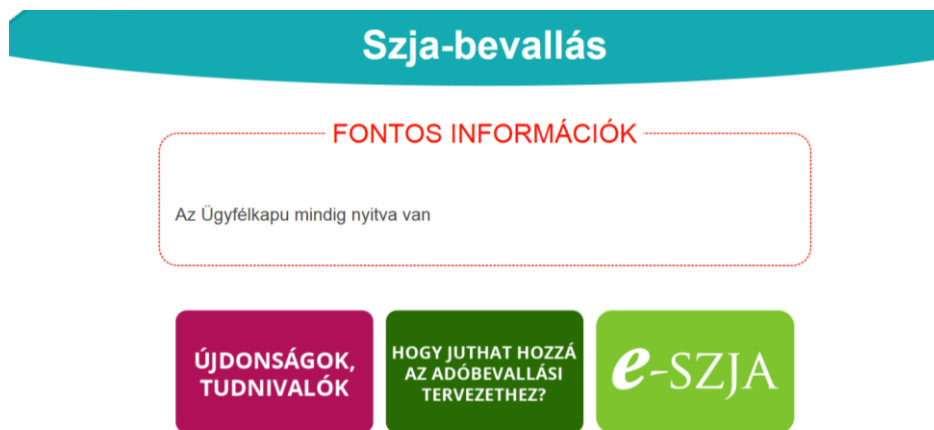 Szja-bevallás
FONTOS INFORMÁCIÓK
Az Ügyfélkapu mindig nyitva van
ÚJDONSÁGOK,
TUDNIVALÓK
HOGY JUTHAT HOZZÁ
AZ ADÓBEVALLÁSI
TERVEZETHEZ?
e-SZJA